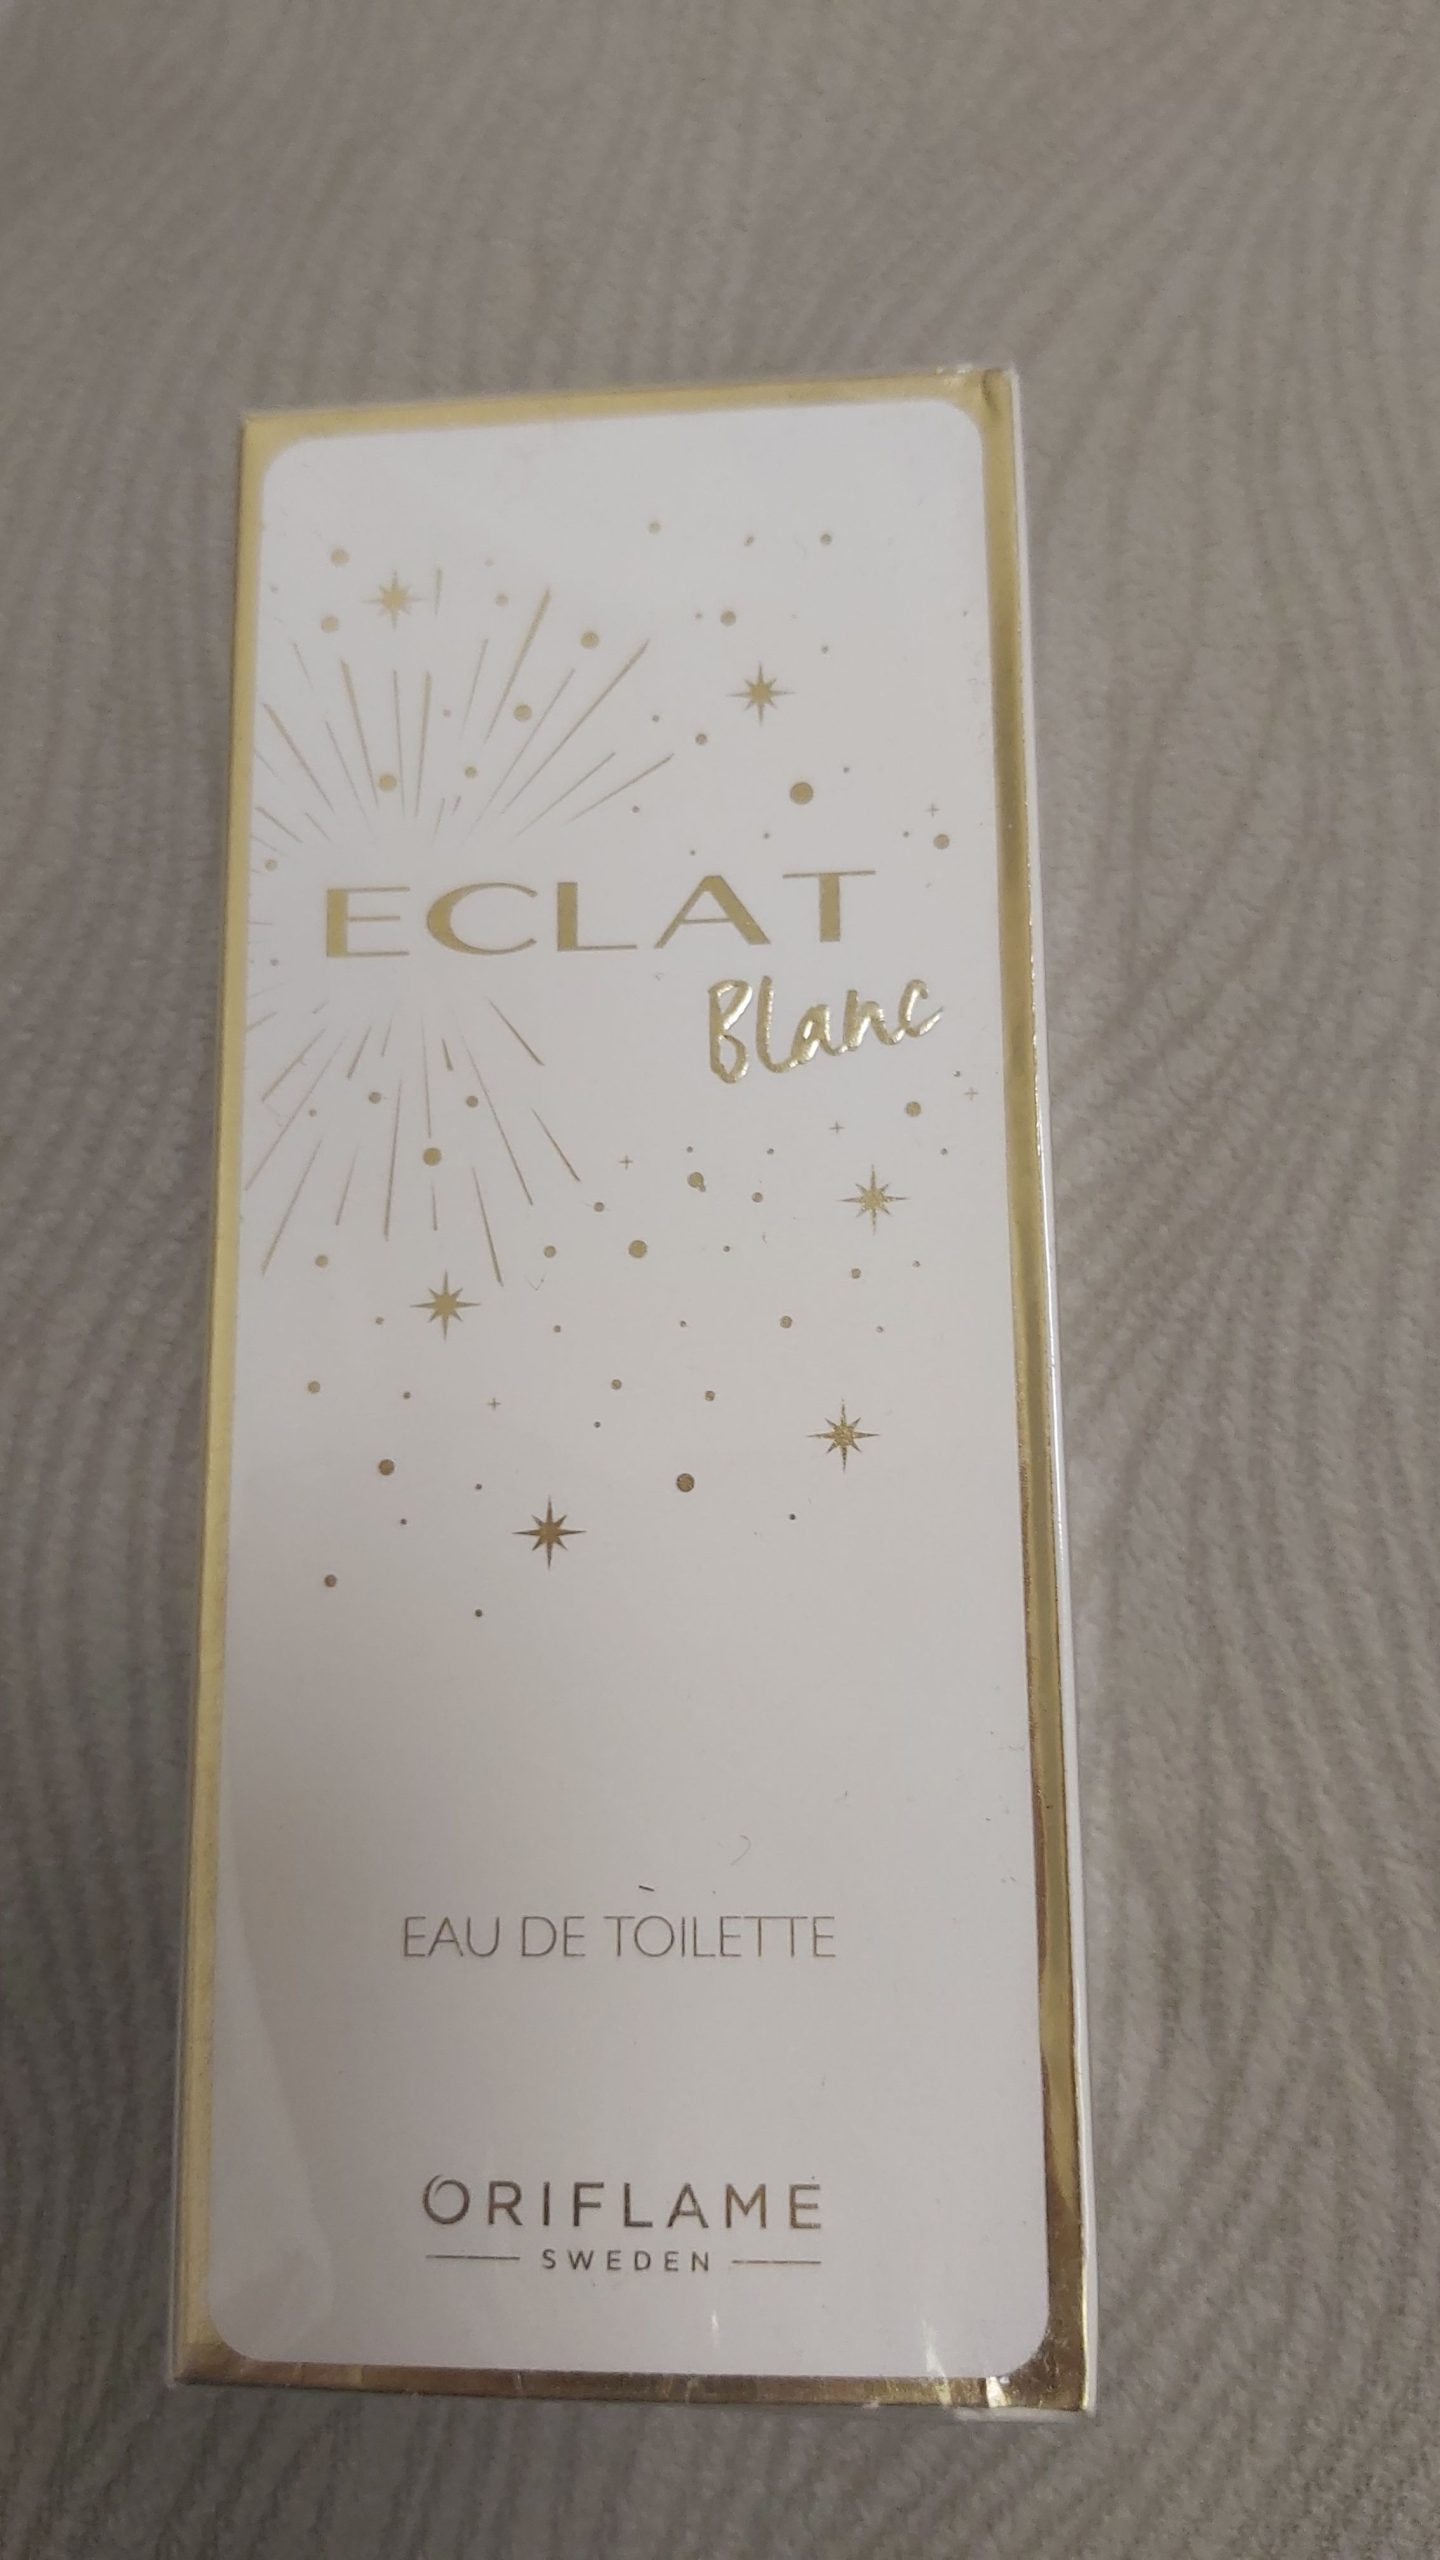 ECLAT
Blanc
EAU DE TOILETTE
ORIFLAME
SWEDEN